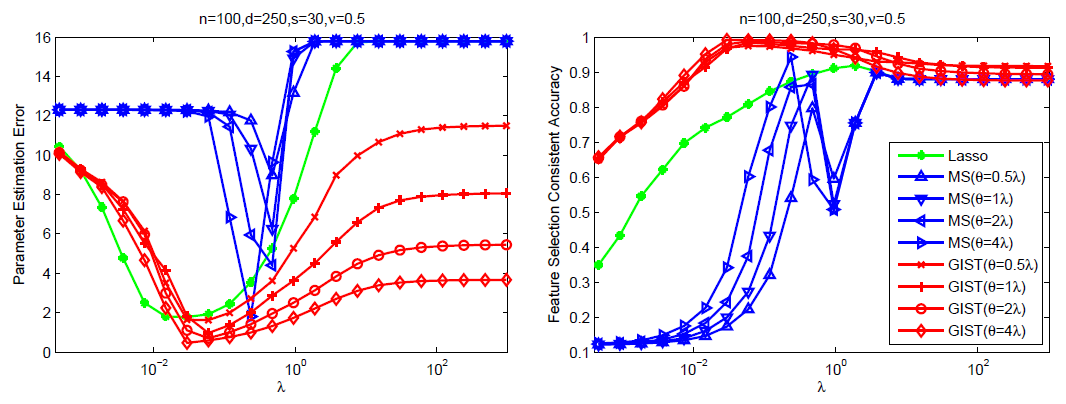 n=100,d=250,s=30,ν=0.5
16
14
12
10
8
6
4
2
0
Parameter Estimation Error
10^-2
10^0
10^2
λ
n=100,d=250,s=30,ν=0.5
1
0.9
0.8
0.7
0.6
0.5
0.4
0.3
0.2
0.1
Feature Selection Consistent Accuracy
Lasso
MS(θ=0.5λ)
MS(θ=1λ)
MS(θ=2λ)
MS(θ=4λ)
GIST(θ=0.5λ)
GIST(θ=1λ)
GIST(θ=2λ)
GIST(θ=4λ)
10^-2
10^0
10^2
λ